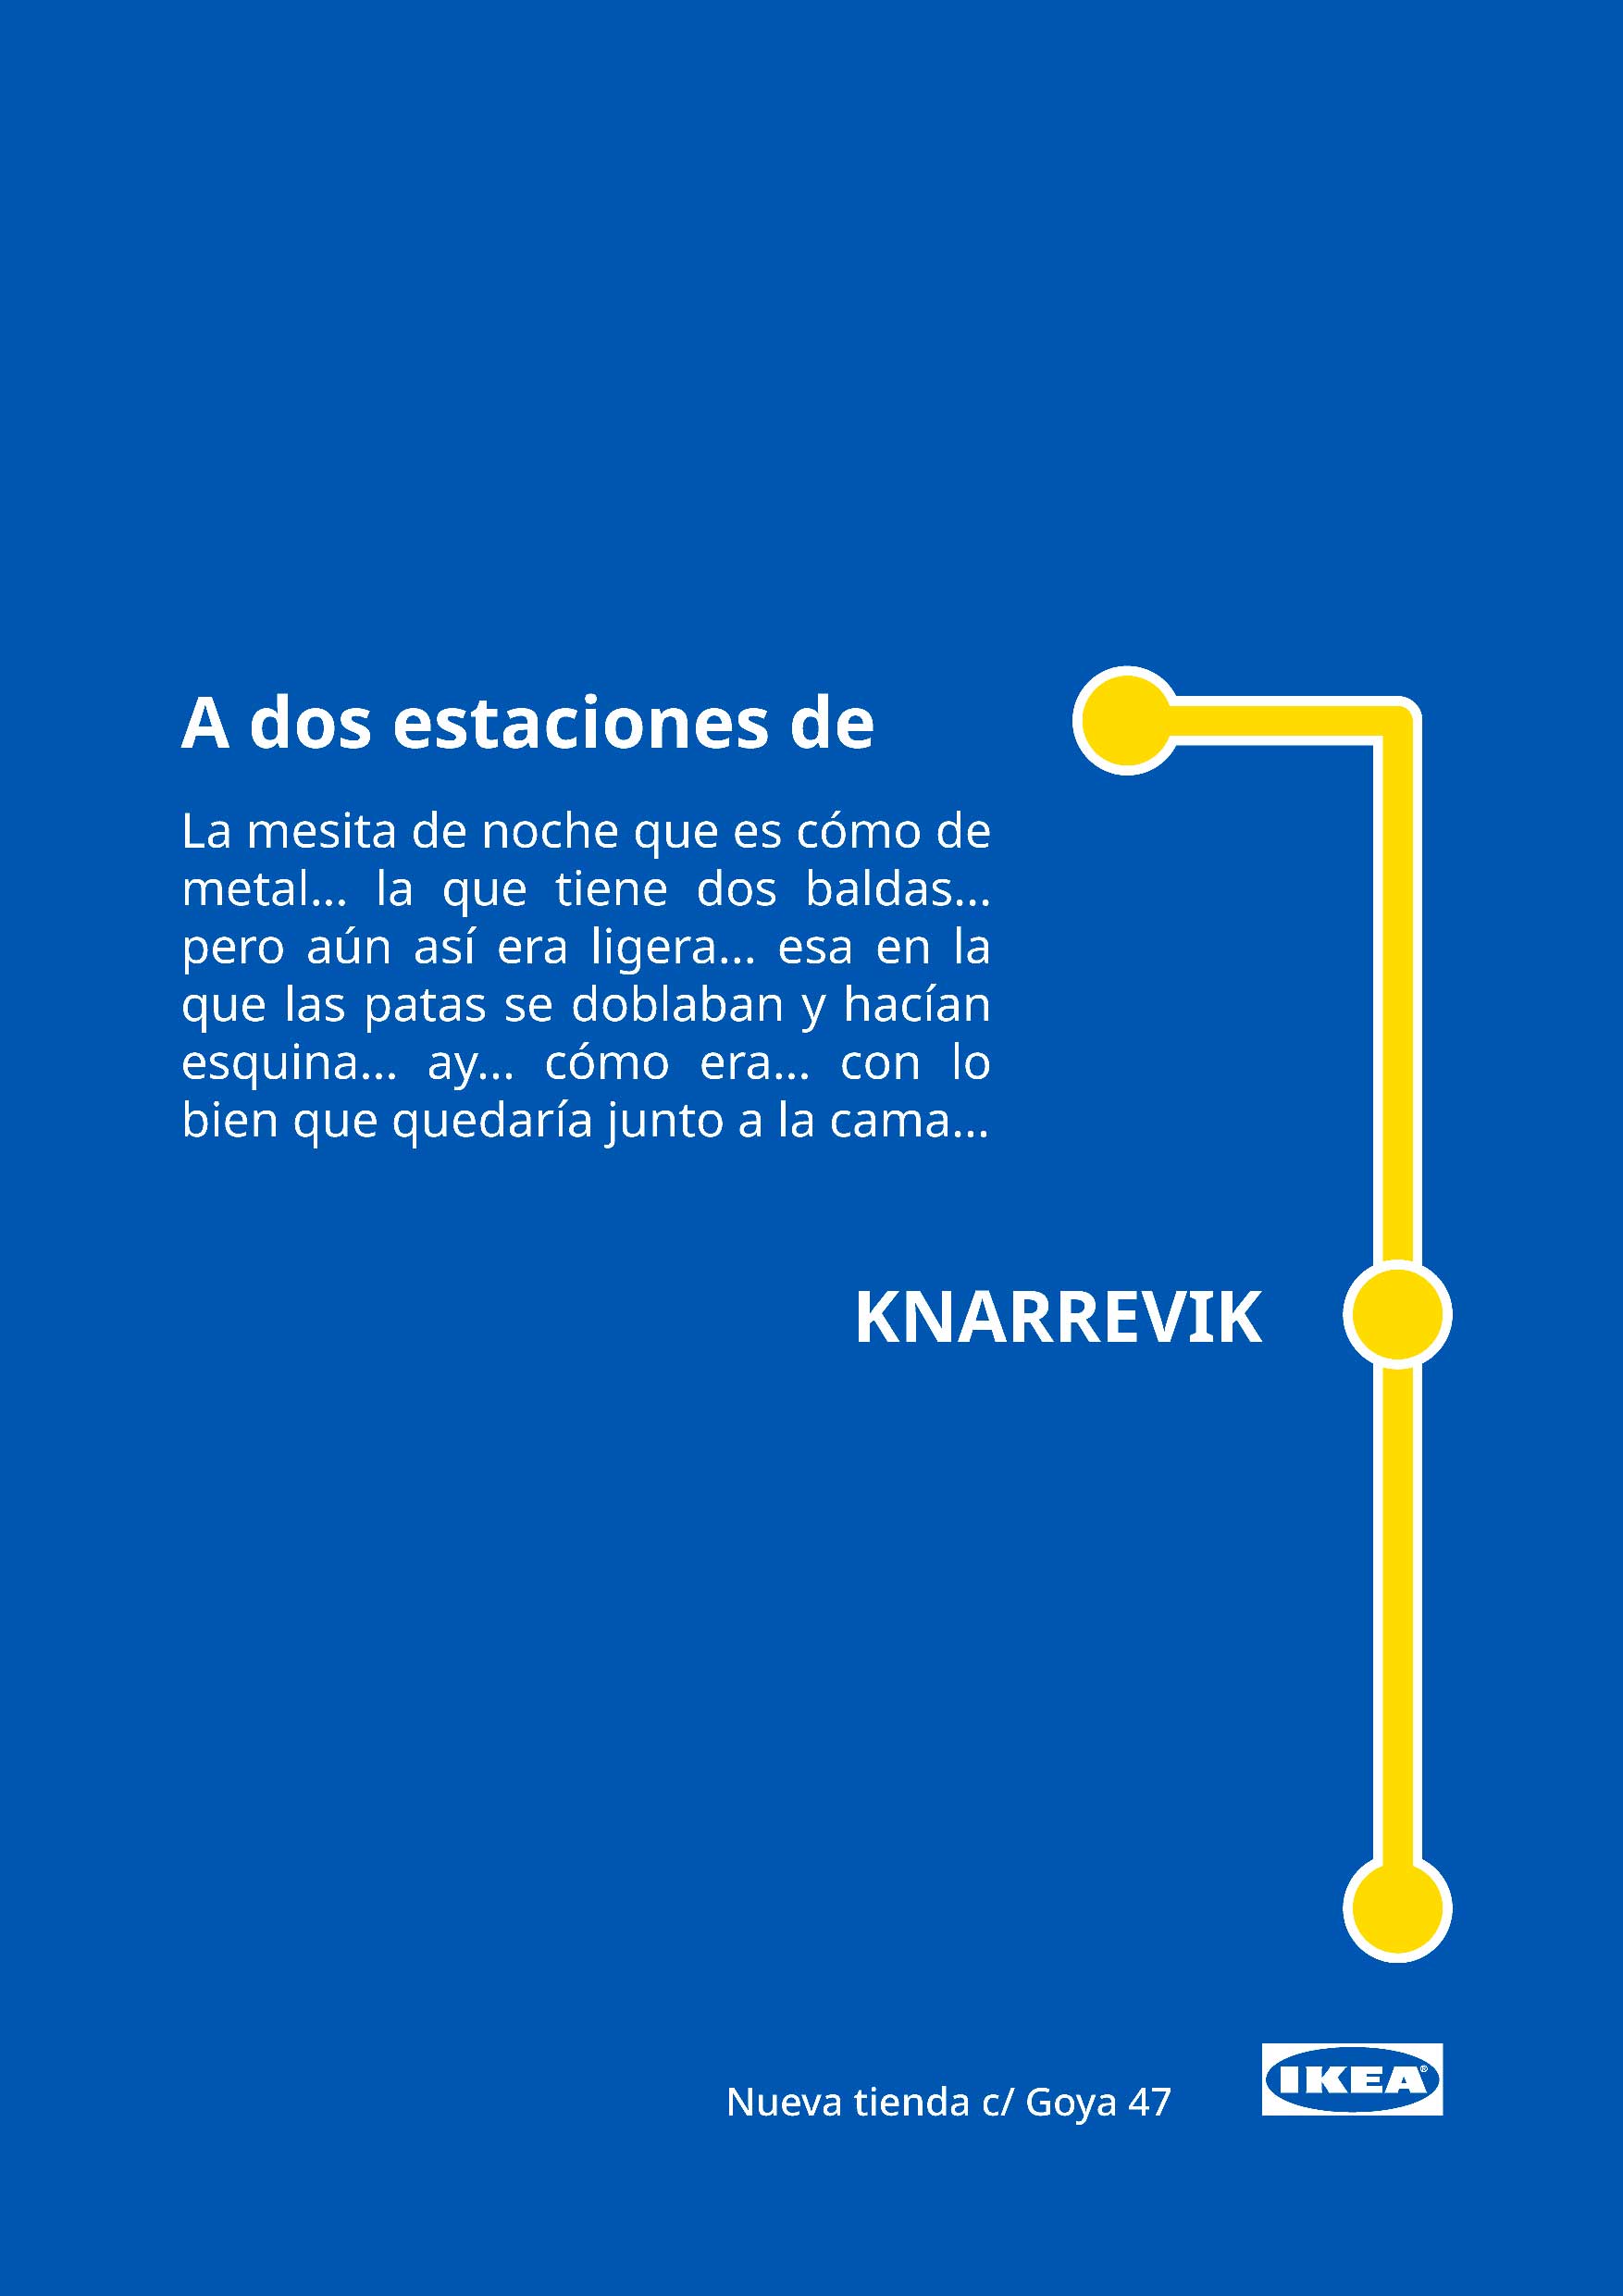 A dos estaciones de
La mesita de noche que es cómo de
metal... la que tiene dos baldas...
pero aún así era ligera... esa en la
que las patas se doblaban y hacían
esquina... ay... cómo era... con lo
bien que quedaría junto a la cama...
KNARREVIK
Nueva tienda c/ Goya 47
IKEA®